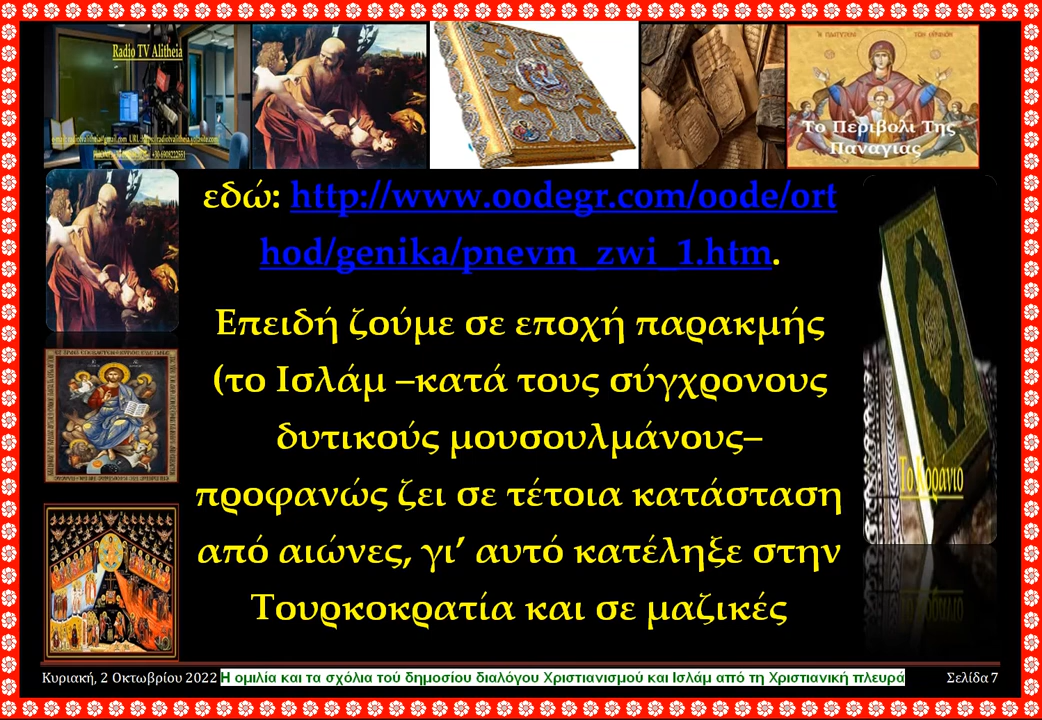 Radio TV Alitheia
Το Περιβολι Της
Παναγιας
εδώ: http://www.oodegr.com/oode/ort
hod/genika/pnevm_zwi_1.htm.
Επειδή ζούμε σε εποχή παρακμής
(το Ισλάμ –κατά τους σύγχρονους
δυτικούς μουσουλμάνους–
προφανώς ζει σε τέτοια κατάσταση
από αιώνες, γι’ αυτό κατέληξε στην
Τουρκοκρατία και σε μαζικές
Το Κοράνιο
Κυριακή, 2 Οκτωβρίου 2022 Η ομιλία και τα σχόλια τού δημοσίου διαλόγου Χριστιανισμού και Ισλάμ από τη Χριστιανική πλευρά Σελίδα 7